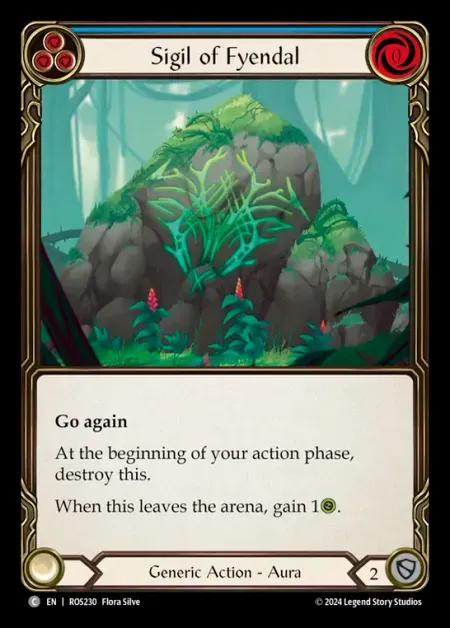 Sigil of Fyendal
0
Go again
At the beginning of your action phase,
destroy this.
When this leaves the arena, gain 1.
Generic Action - Aura
2
C EN | ROS230 Flora Silve
© 2024 Legend Story Studios